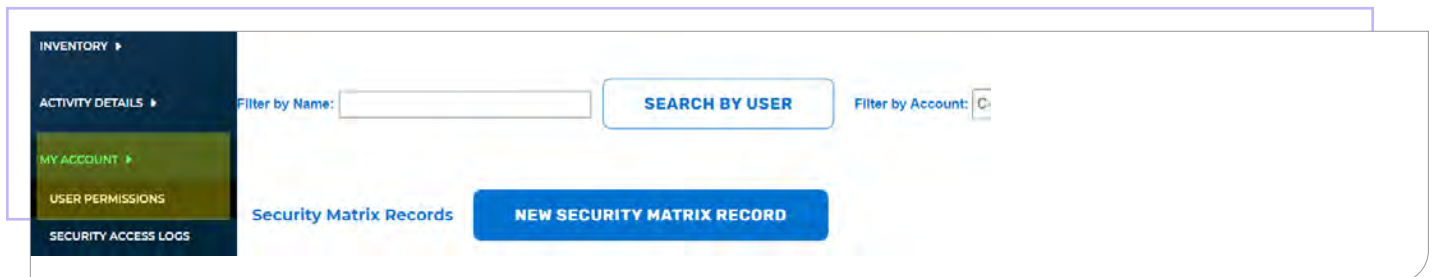 INVENTORY
ACTIVITY DETAILS
Filter by Name:
SEARCH BY USER
Filter by Account:
MY ACCOUNT
USER PERMISSIONS
Security Matrix Records
NEW SECURITY MATRIX RECORD
SECURITY ACCESS LOGS